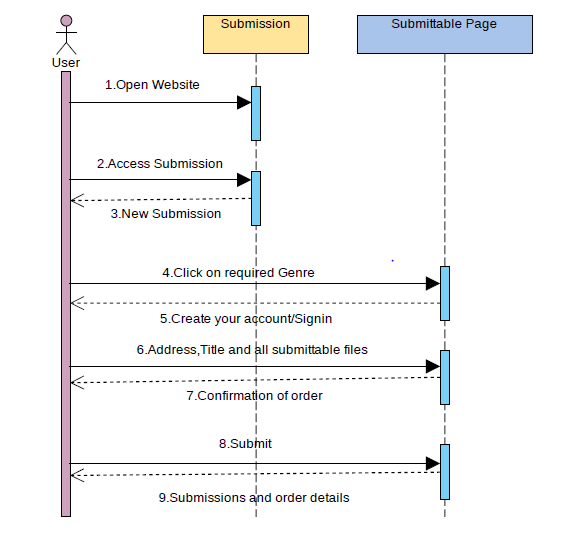 Submission
Submittable Page
User
1.Open Website
2.Access Submission
3.New Submission
4.Click on required Genre
5.Create your account/Signin
6.Address,Title and all submittable files
7.Confirmation of order
8.Submit
9.Submissions and order details